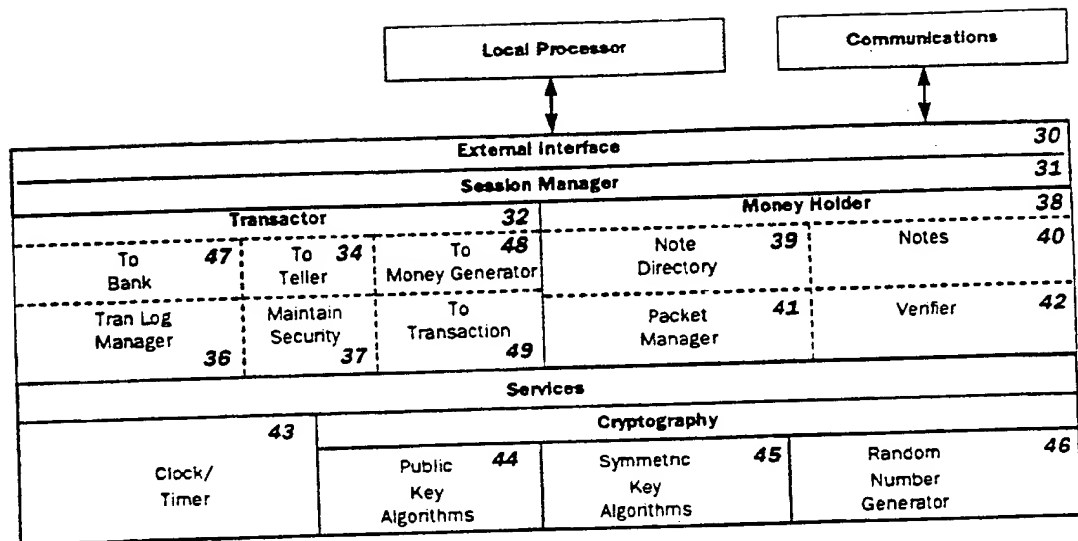 Local Processor
Communications
External Interface 30
Session Manager 31
Transactor 32
Money Holder 38
To Bank 47
To Teller 34
To Money Generator 48
Note Directory 39
Notes 40
Tran Log Manager 36
Maintain Security 37
To Transaction 49
Packet Manager 41
Verifier 42
Services
Cryptography
Clock/
Timer
43
Public 44
Key
Algorithms
Symmetric 45
Key
Algorithms
Random 46
Number
Generator